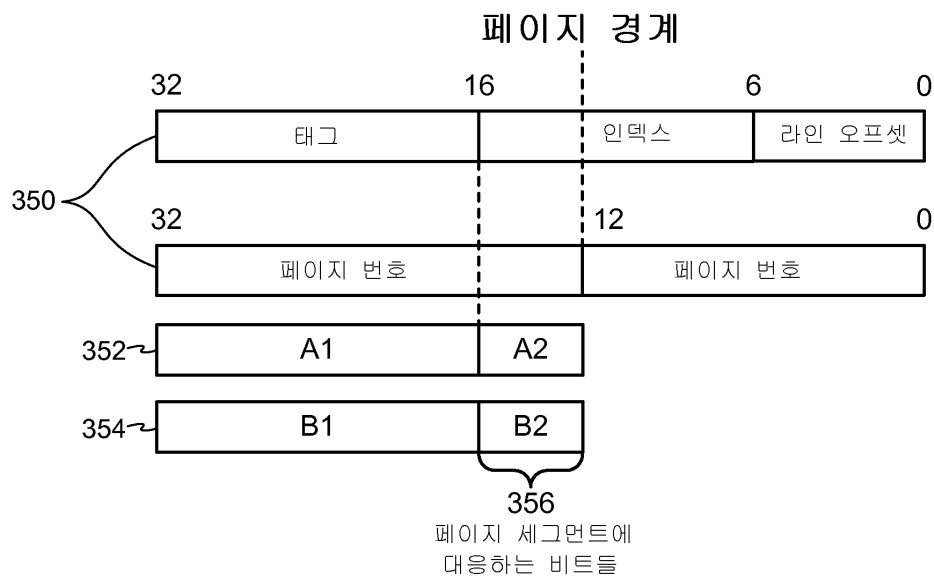 페이지 경계
32 16 6 0
태그 인덱스 라인 오프셋
350
32 12 0
페이지 번호 페이지 번호
352 A1 A2
354 B1 B2
356
페이지 세그먼트에
대응하는 비트들